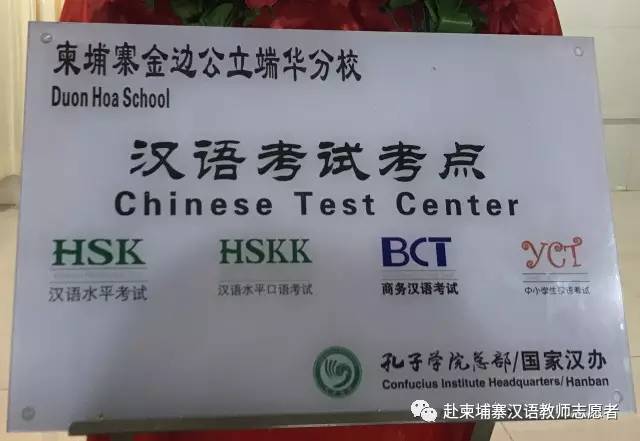 柬埔寨金边公立端华分校
Duon Hoa School
汉语考试考点
Chinese Test Center
HSK
汉语水平考试
HSKK
汉语水平口语考试
BCT
商务汉语考试
YCT
中小学生汉语考试
孔子学院总部/国家汉办
Confucius Institute Headquarters/Hanban
赴柬埔寨汉语教师志愿者